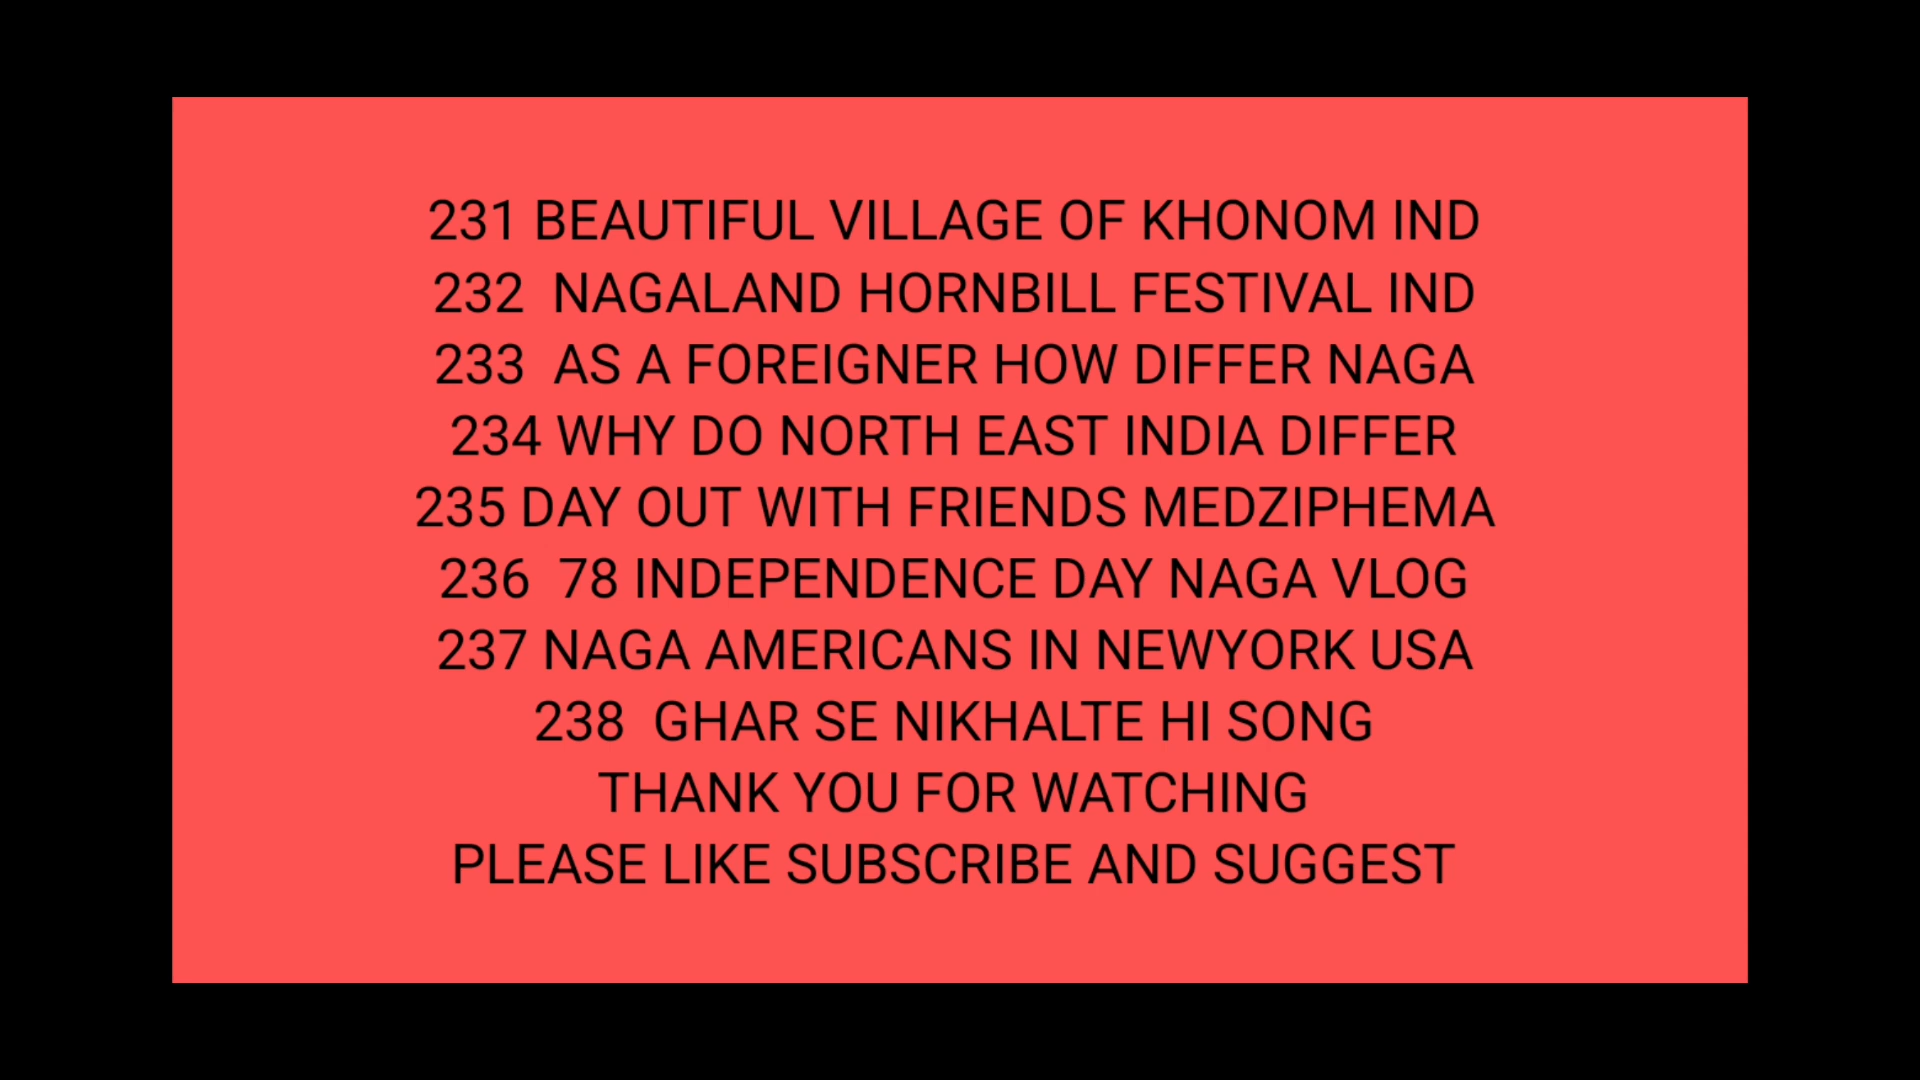 231 BEAUTIFUL VILLAGE OF KHONOM IND
232  NAGALAND HORNBILL FESTIVAL IND
233  AS A FOREIGNER HOW DIFFER NAGA
234 WHY DO NORTH EAST INDIA DIFFER
235 DAY OUT WITH FRIENDS MEDZIPHEMA
236  78 INDEPENDENCE DAY NAGA VLOG
237 NAGA AMERICANS IN NEWYORK USA
238  GHAR SE NIKHALTE HI SONG
THANK YOU FOR WATCHING
PLEASE LIKE SUBSCRIBE AND SUGGEST